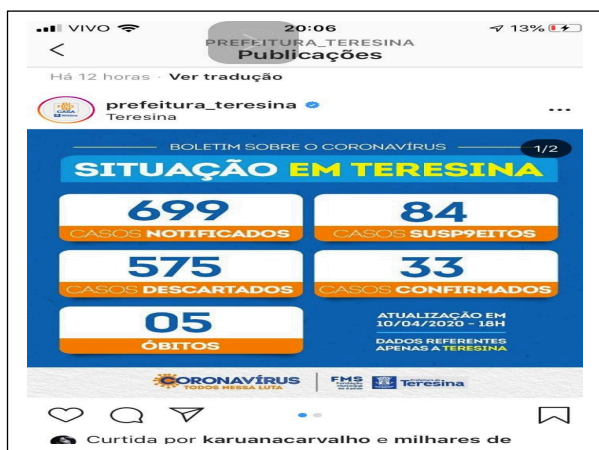 VIVO 20:06 13%
PREFEITURA_TERESINA
Publicações
Há 12 horas · Ver tradução
prefeitura_teresina
Teresina
BOLETIM SOBRE O CORONAVÍRUS
1/2
SITUAÇÃO EM TERESINA
699
CASOS NOTIFICADOS
84
CASOS SUSP9EITOS
575
CASOS DESCARTADOS
33
CASOS CONFIRMADOS
05
ÓBITOS
ATUALIZAÇÃO EM
10/04/2020 - 18H
DADOS REFERENTES
APENAS A TERESINA
CORONAVÍRUS
TODOS NESSA LUTA
FMS
Teresina
Curtida por karuanacarvalho e milhares de